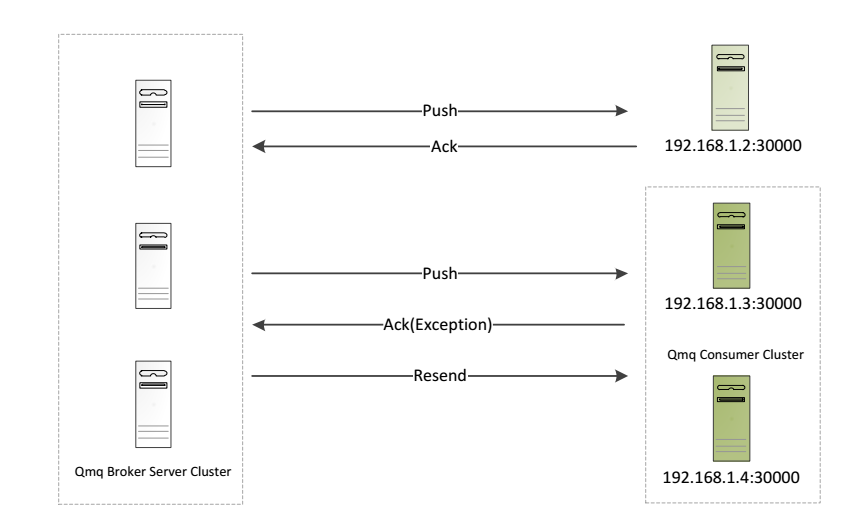 Push
Ack
192.168.1.2:30000
Push
192.168.1.3:30000
Ack(Exception)
Qmq Consumer Cluster
Resend
Qmq Broker Server Cluster
192.168.1.4:30000